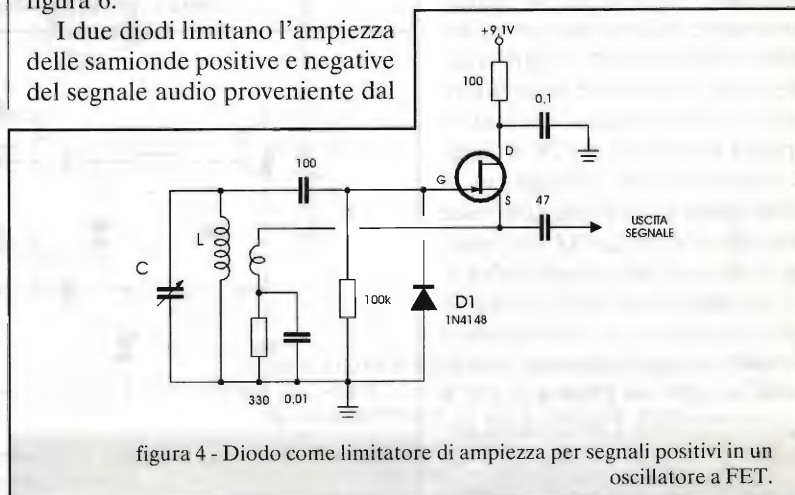 figura 6.
I due diodi limitano l'ampiezza
delle samionde positive e negative
del segnale audio proveniente dal
+9,1V
100
0,1
D
100
G
S
47
USCITA
SEGNALE
L
C
100k
D1
1N4148
330
0,01
figura 4 - Diodo come limitatore di ampiezza per segnali positivi in un
oscillatore a FET.